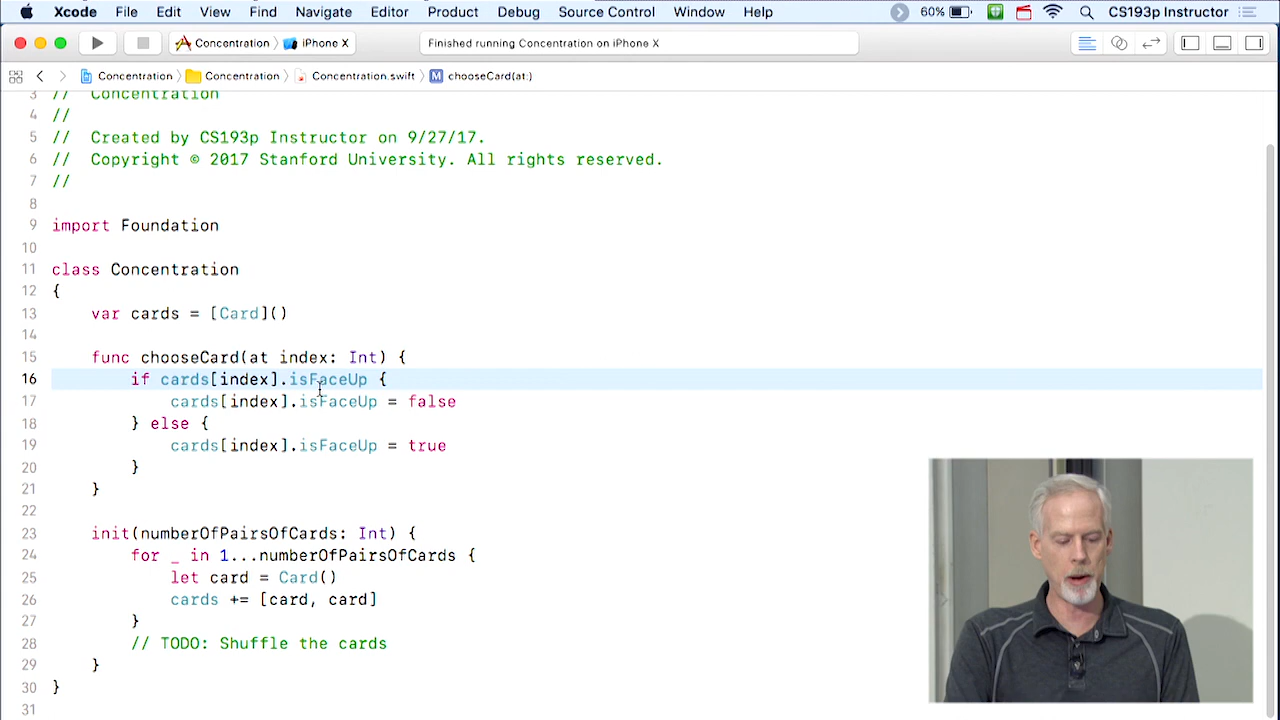 Xcode File Edit View Find Navigate Editor Product Debug Source Control Window Help 60% CS193p Instructor
Concentration iPhone X Finished running Concentration on iPhone X
Concentration Concentration Concentration.swift M chooseCard(at:)
3 // Concentration
4 //
5 // Created by CS193p Instructor on 9/27/17.
6 // Copyright © 2017 Stanford University. All rights reserved.
7 //
8
9 import Foundation
10
11 class Concentration
12 {
13 var cards = [Card]()
14
15 func chooseCard(at index: Int) {
16 if cards[index].isFaceUp {
17 cards[index].isFaceUp = false
18 } else {
19 cards[index].isFaceUp = true
20 }
21 }
22
23 init(numberOfPairsOfCards: Int) {
24 for _ in 1...numberOfPairsOfCards {
25 let card = Card()
26 cards += [card, card]
27 }
28 // TODO: Shuffle the cards
29 }
30 }
31